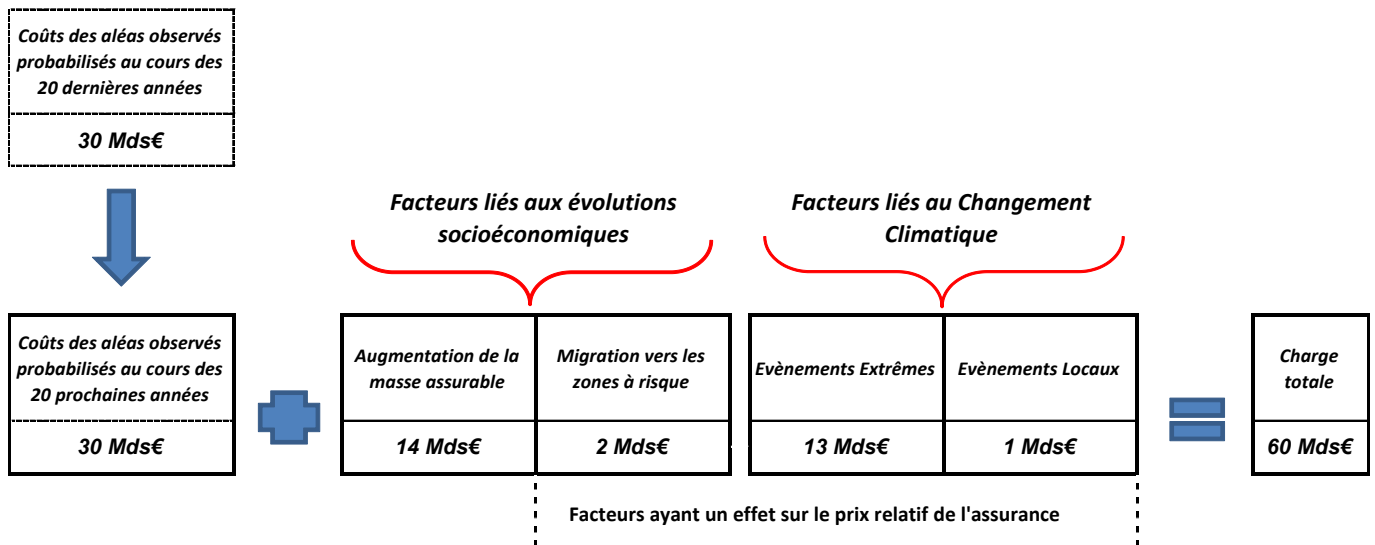 Coûts des aléas observés
probabilisés au cours des
20 dernières années
30 Mds€
Facteurs liés aux évolutions
socioéconomiques
Facteurs liés au Changement
Climatique
Coûts des aléas observés
probabilisés au cours des
20 prochaines années
30 Mds€
Augmentation de la
masse assurable
14 Mds€
Migration vers les
zones à risque
2 Mds€
Evènements Extrêmes
13 Mds€
Evènements Locaux
1 Mds€
Charge
totale
60 Mds€
Facteurs ayant un effet sur le prix relatif de l'assurance